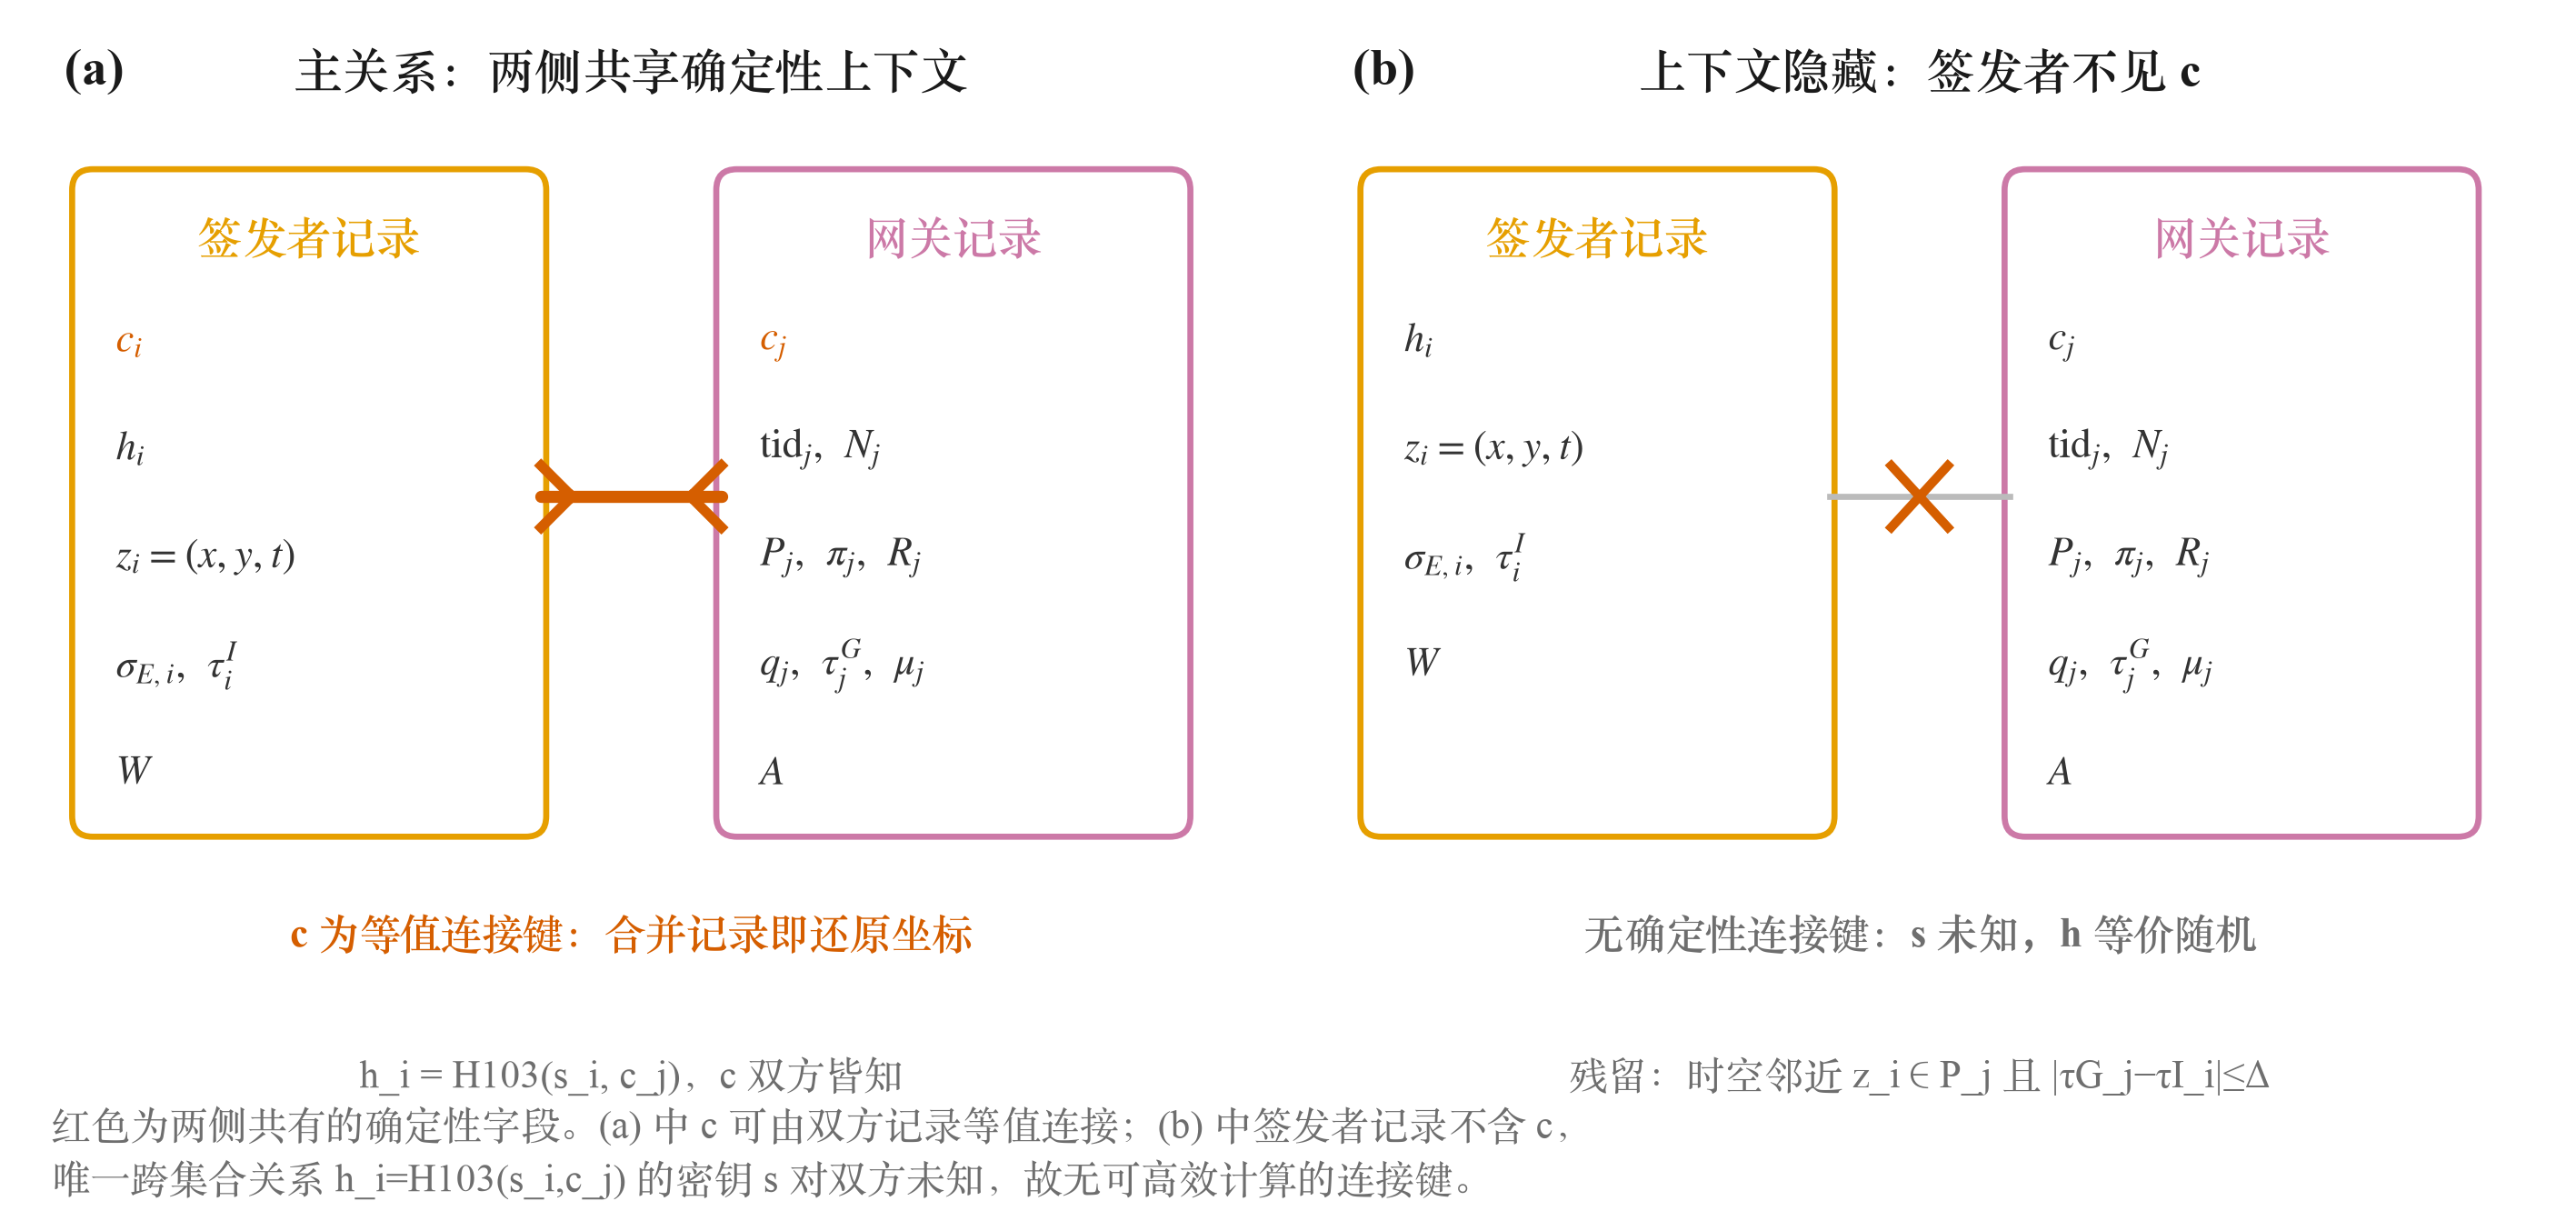 (a) 主关系：两侧共享确定性上下文
签发者记录
c_i
h_i
z_i = (x, y, t)
σ_{E, i}, τ_i^I
W
网关记录
c_j
tid_j, N_j
P_j, π_j, R_j
q_j, τ_j^G, μ_j
A
c 为等值连接键：合并记录即还原坐标
h_i = H103(s_i, c_j)，c 双方皆知
(b) 上下文隐藏：签发者不见 c
签发者记录
h_i
z_i = (x, y, t)
σ_{E, i}, τ_i^I
W
网关记录
c_j
tid_j, N_j
P_j, π_j, R_j
q_j, τ_j^G, μ_j
A
无确定性连接键：s 未知，h 等价随机
残留：时空邻近 z_i∈P_j 且 |τG_j−τI_i|≤Δ
红色为两侧共有的确定性字段。(a) 中 c 可由双方记录等值连接；(b) 中签发者记录不含 c，
唯一跨集合关系 h_i=H103(s_i,c_j) 的密钥 s 对双方未知，故无可高效计算的连接键。